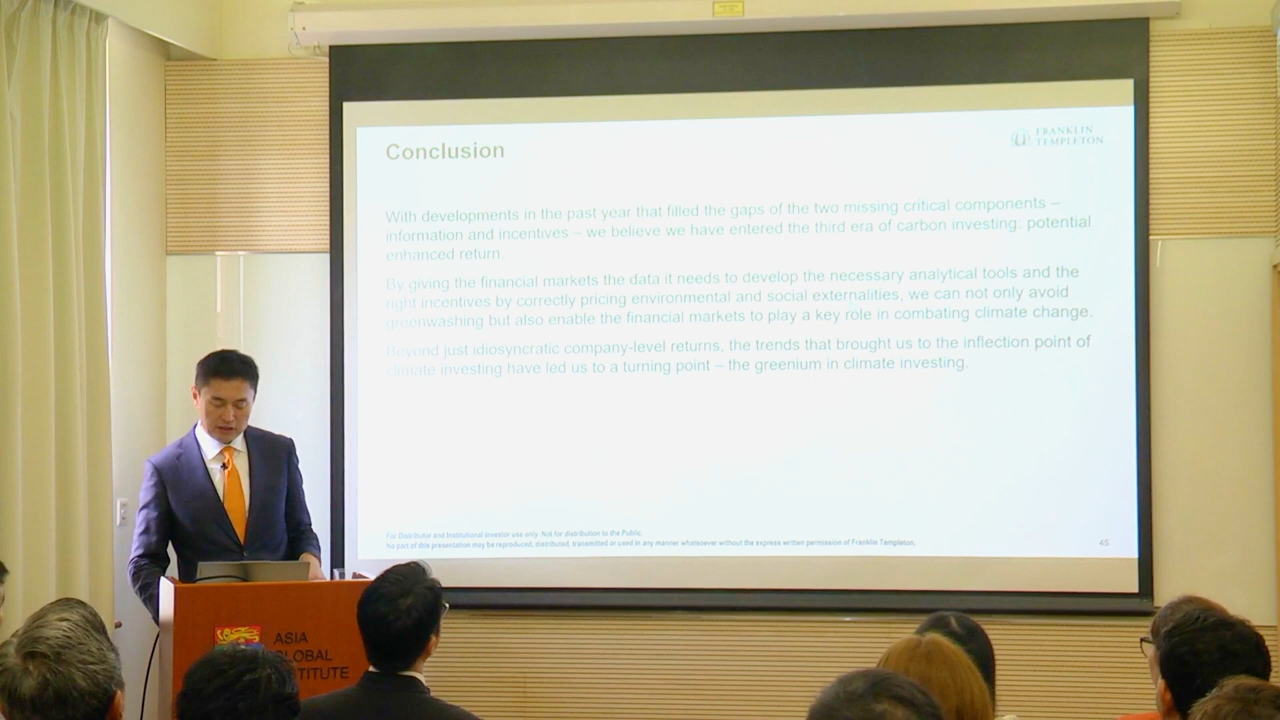 Conclusion
FRANKLIN
TEMPLETON
With developments in the past year that filled the gaps of the two missing critical components –
information and incentives – we believe we have entered the third era of carbon investing: potential
enhanced return.
By giving the financial markets the data it needs to develop the necessary analytical tools and the
right incentives by correctly pricing environmental and social externalities, we can not only avoid
greenwashing but also enable the financial markets to play a key role in combating climate change.
Beyond just idiosyncratic company-level returns, the trends that brought us to the inflection point of
climate investing have led us to a turning point – the greenium in climate investing.
For Distributor and Institutional Investor use only. Not for distribution to the Public.
No part of this presentation may be reproduced, distributed, transmitted or used in any manner whatsoever without the express written permission of Franklin Templeton.
45
ASIA
GLOBAL
INSTITUTE